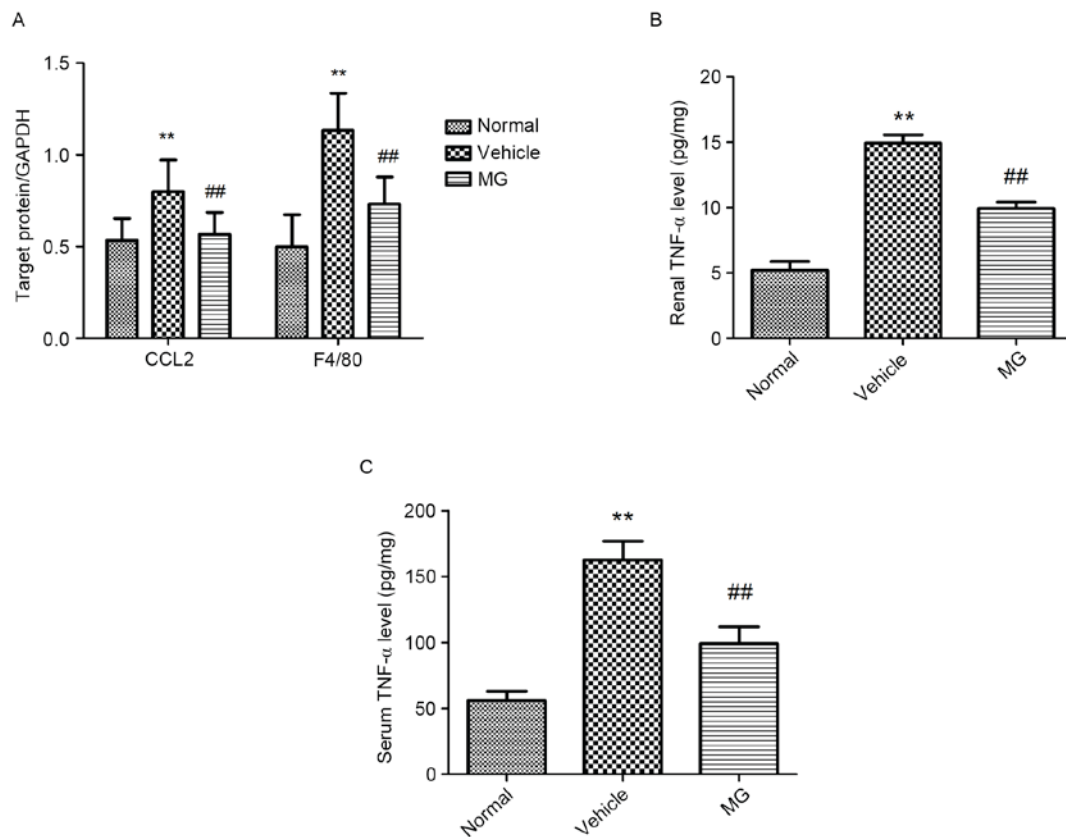 A
Target protein/GAPDH
1.5
1.0
0.5
0.0
**
##
**
##
CCL2
F4/80
Normal
Vehicle
MG
B
Renal TNF-α level (pg/mg)
20
15
10
5
0
**
##
Normal
Vehicle
MG
C
Serum TNF-α level (pg/mg)
200
150
100
50
0
**
##
Normal
Vehicle
MG